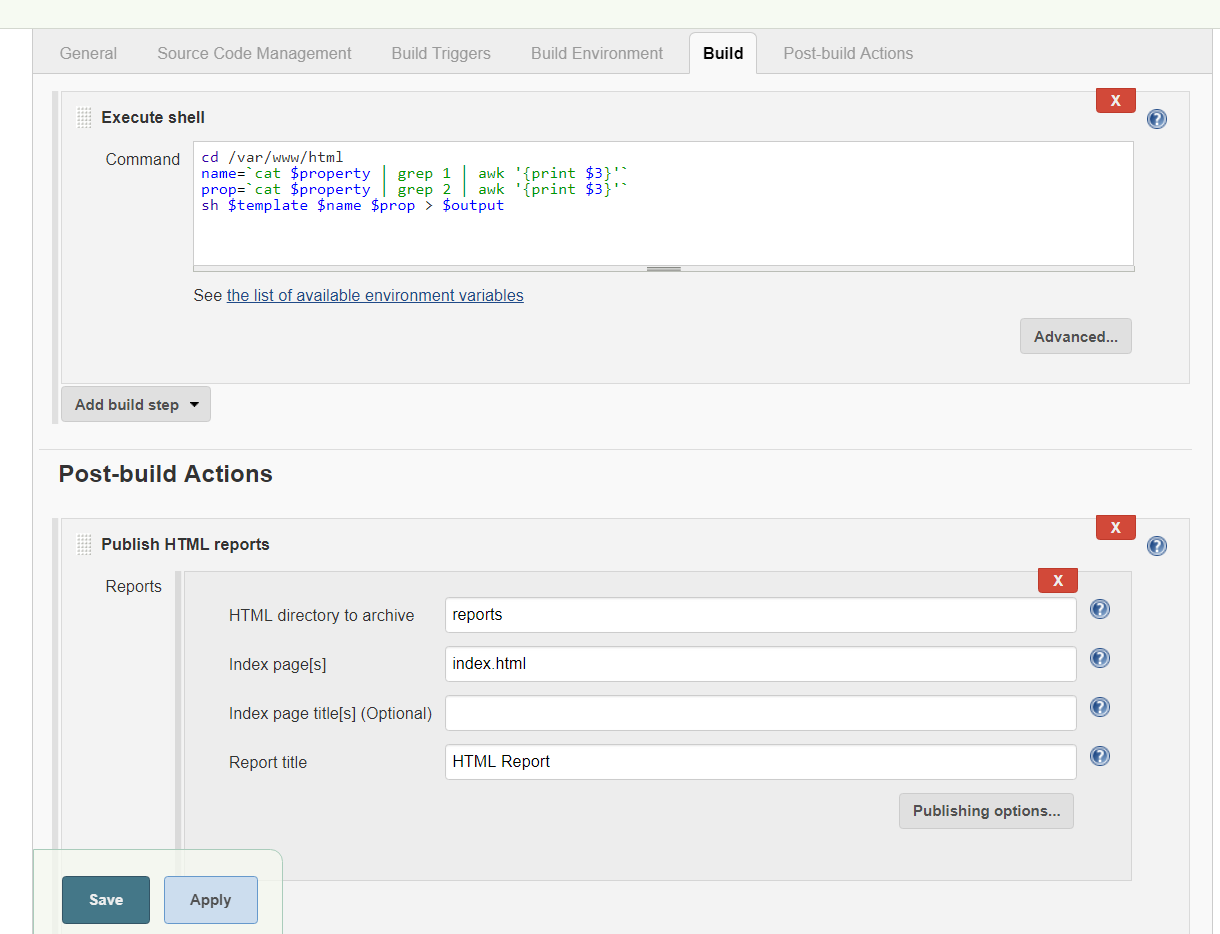 General Source Code Management Build Triggers Build Environment Build Post-build Actions
X
Execute shell
?
Command
cd /var/www/html
name=`cat $property | grep 1 | awk '{print $3}'`
prop=`cat $property | grep 2 | awk '{print $3}'`
sh $template $name $prop > $output
See the list of available environment variables
Advanced...
Add build step
Post-build Actions
X
Publish HTML reports
?
Reports
X
HTML directory to archive reports ?
Index page[s] index.html ?
Index page title[s] (Optional) ?
Report title HTML Report ?
Publishing options...
Save Apply